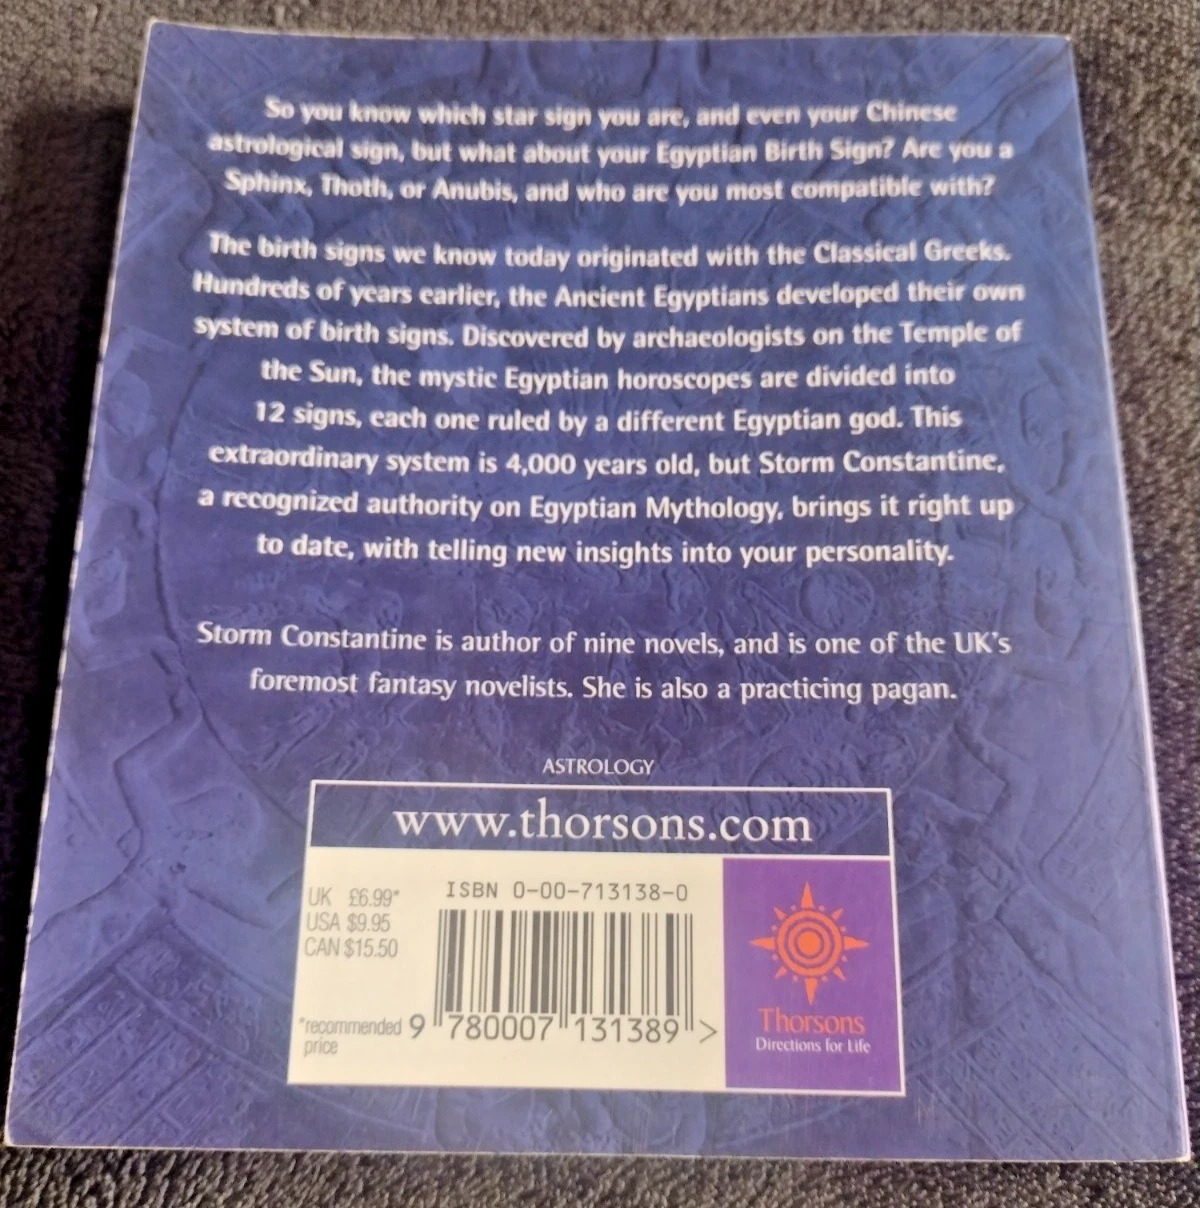 So you know which star sign you are, and even your Chinese
astrological sign, but what about your Egyptian Birth Sign? Are you a
Sphinx, Thoth, or Anubis, and who are you most compatible with?
The birth signs we know today originated with the Classical Greeks.
Hundreds of years earlier, the Ancient Egyptians developed their own
system of birth signs. Discovered by archaeologists on the Temple of
the Sun, the mystic Egyptian horoscopes are divided into
12 signs, each one ruled by a different Egyptian god. This
extraordinary system is 4,000 years old, but Storm Constantine,
a recognized authority on Egyptian Mythology, brings it right up
to date, with telling new insights into your personality.
Storm Constantine is author of nine novels, and is one of the UK's
foremost fantasy novelists. She is also a practicing pagan.
ASTROLOGY
www.thorsons.com
UK £6.99*
USA $9.95
CAN $15.50
*recommended
price
ISBN 0-00-713138-0
9 780007 131389 >
Thorsons
Directions for Life